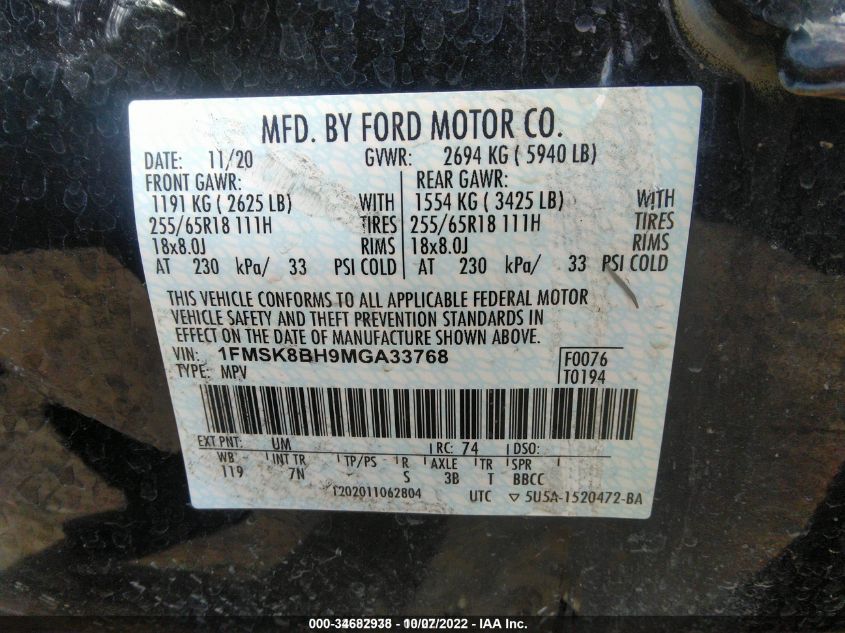 MFD. BY FORD MOTOR CO.
DATE: 11/20 GVWR: 2694 KG ( 5940 LB)
FRONT GAWR: REAR GAWR:
1191 KG ( 2625 LB) WITH 1554 KG ( 3425 LB) WITH
255/65R18 111H TIRES 255/65R18 111H TIRES
18x8.0J RIMS 18x8.0J RIMS
AT 230 kPa/ 33 PSI COLD AT 230 kPa/ 33 PSI COLD
THIS VEHICLE CONFORMS TO ALL APPLICABLE FEDERAL MOTOR
VEHICLE SAFETY AND THEFT PREVENTION STANDARDS IN
EFFECT ON THE DATE OF MANUFACTURE SHOWN ABOVE.
VIN: 1FMSK8BH9MGA33768 F0076
TYPE: MPV T0194
EXT PNT: UM RC: 74 DSO:
WB INT TR TP/PS R AXLE TR SPR
119 7N S 3B T BBCC
T202011062804 UTC ▽ 5U5A-1520472-BA
000-34682938 - 10/07/2022 - IAA Inc.